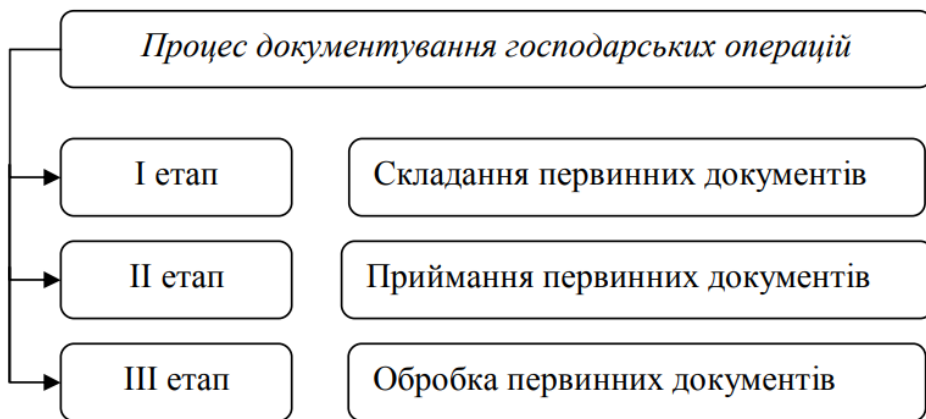 Процес документування господарських операцій
І етап
Складання первинних документів
ІІ етап
Приймання первинних документів
ІІІ етап
Обробка первинних документів